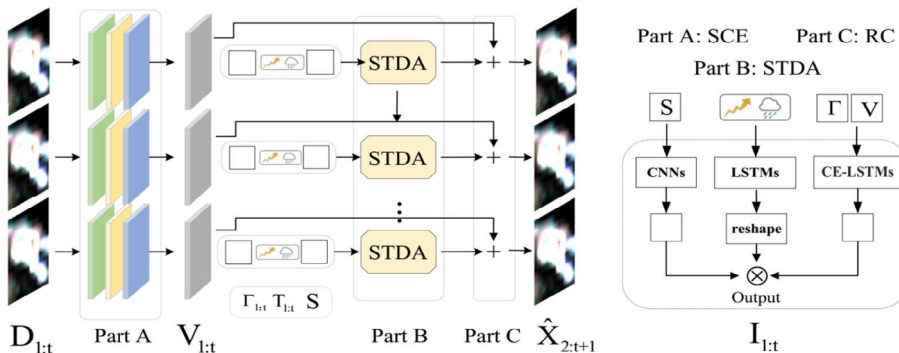 STDA
+
STDA
+
STDA
+
Γ1:t T1:t S
D1:t
Part A
V1:t
Part B
Part C
X̂2:t+1
Part A: SCE
Part C: RC
Part B: STDA
S
Γ V
CNNs
LSTMs
CE-LSTMs
reshape
Output
I1:t